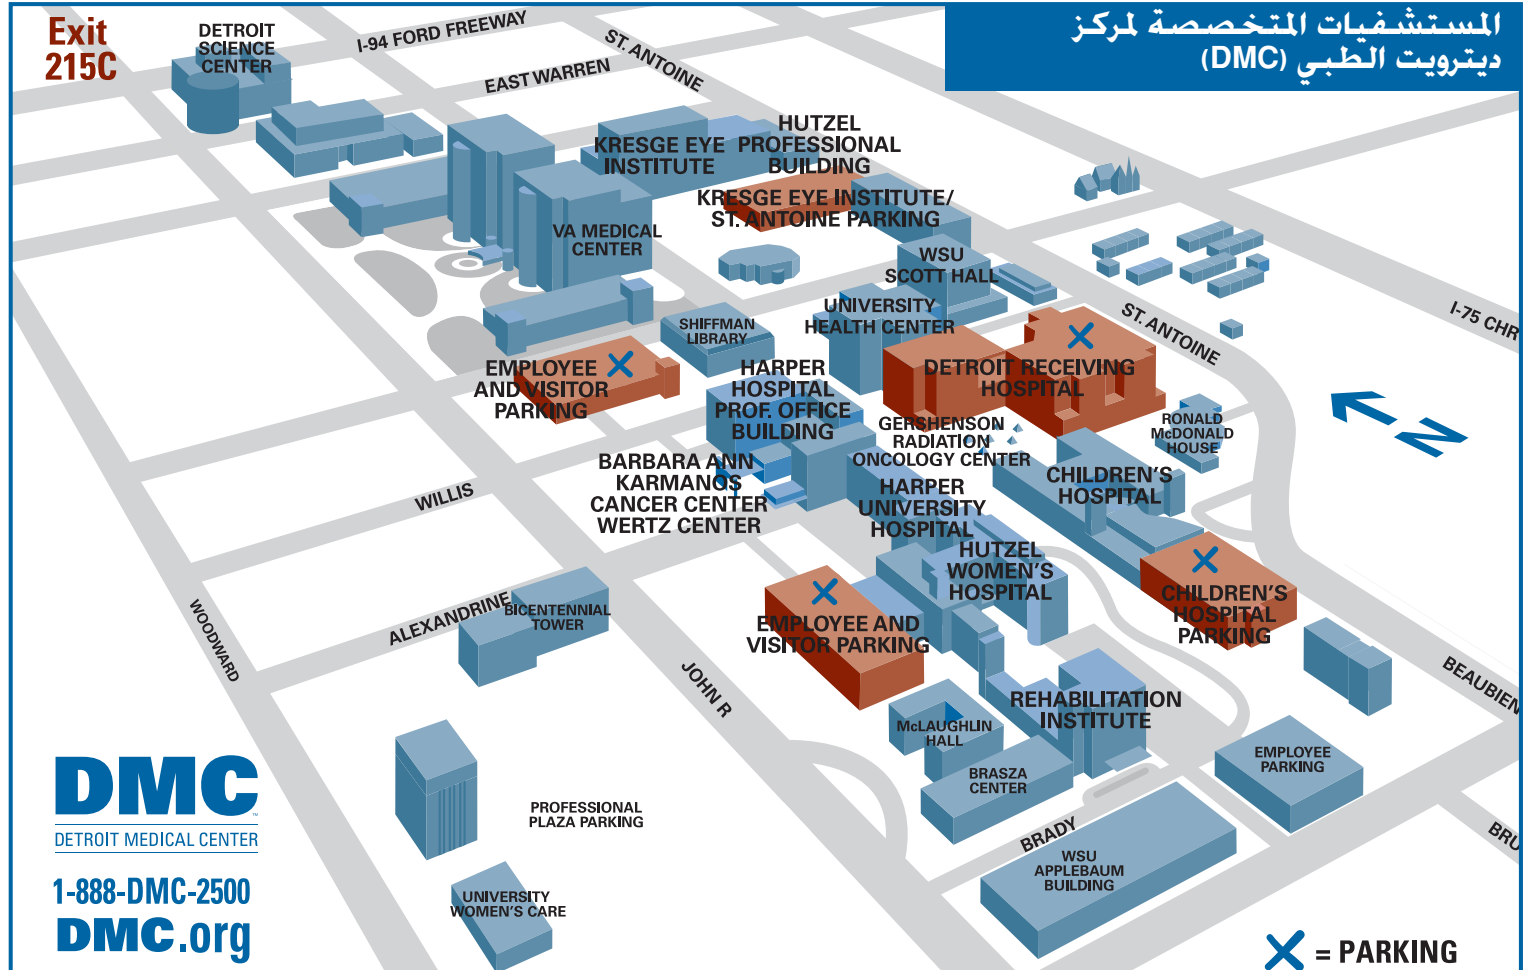 Exit
215C
DETROIT
SCIENCE
CENTER
I-94 FORD FREEWAY
ST. ANTOINE
EAST WARREN
المستشفيات المتخصصة لمركز
ديترويت الطبي (DMC)
KRESGE EYE
INSTITUTE
HUTZEL
PROFESSIONAL
BUILDING
KRESGE EYE INSTITUTE/
ST. ANTOINE PARKING
VA MEDICAL
CENTER
WSU
SCOTT HALL
UNIVERSITY
HEALTH CENTER
SHIFFMAN
LIBRARY
ST. ANTOINE
I-75 CHR
EMPLOYEE
AND VISITOR
PARKING
HARPER
HOSPITAL
PROF. OFFICE
BUILDING
DETROIT RECEIVING
HOSPITAL
GERSHENSON
RADIATION
ONCOLOGY CENTER
RONALD
McDONALD
HOUSE
N
BARBARA ANN
KARMANOS
CANCER CENTER
WERTZ CENTER
HARPER
UNIVERSITY
HOSPITAL
CHILDREN'S
HOSPITAL
WILLIS
HUTZEL
WOMEN'S
HOSPITAL
CHILDREN'S
HOSPITAL
PARKING
WOODWARD
ALEXANDRINE
BICENTENNIAL
TOWER
EMPLOYEE AND
VISITOR PARKING
JOHN R
BEAUBIEN
REHABILITATION
INSTITUTE
McLAUGHLIN
HALL
BRASZA
CENTER
EMPLOYEE
PARKING
DMC
DETROIT MEDICAL CENTER
1-888-DMC-2500
DMC.org
PROFESSIONAL
PLAZA PARKING
BRADY
BRU
WSU
APPLEBAUM
BUILDING
UNIVERSITY
WOMEN'S CARE
= PARKING